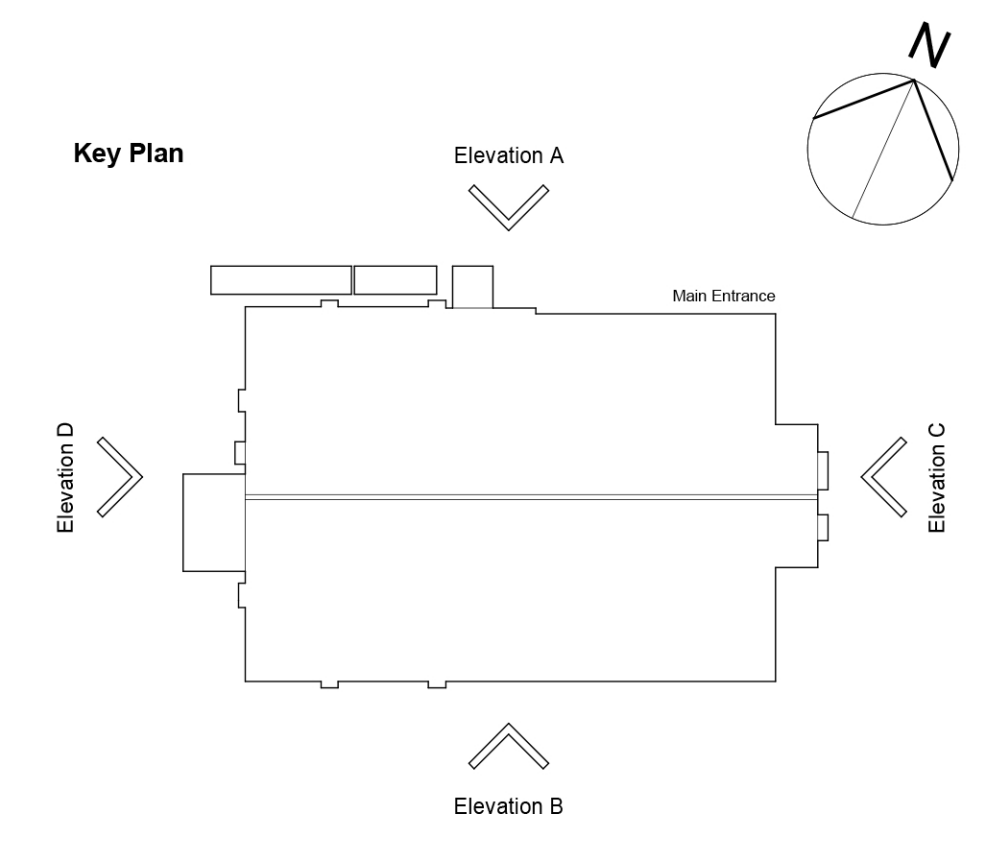 N
Key Plan
Elevation A
Main Entrance
Elevation D
Elevation C
Elevation B